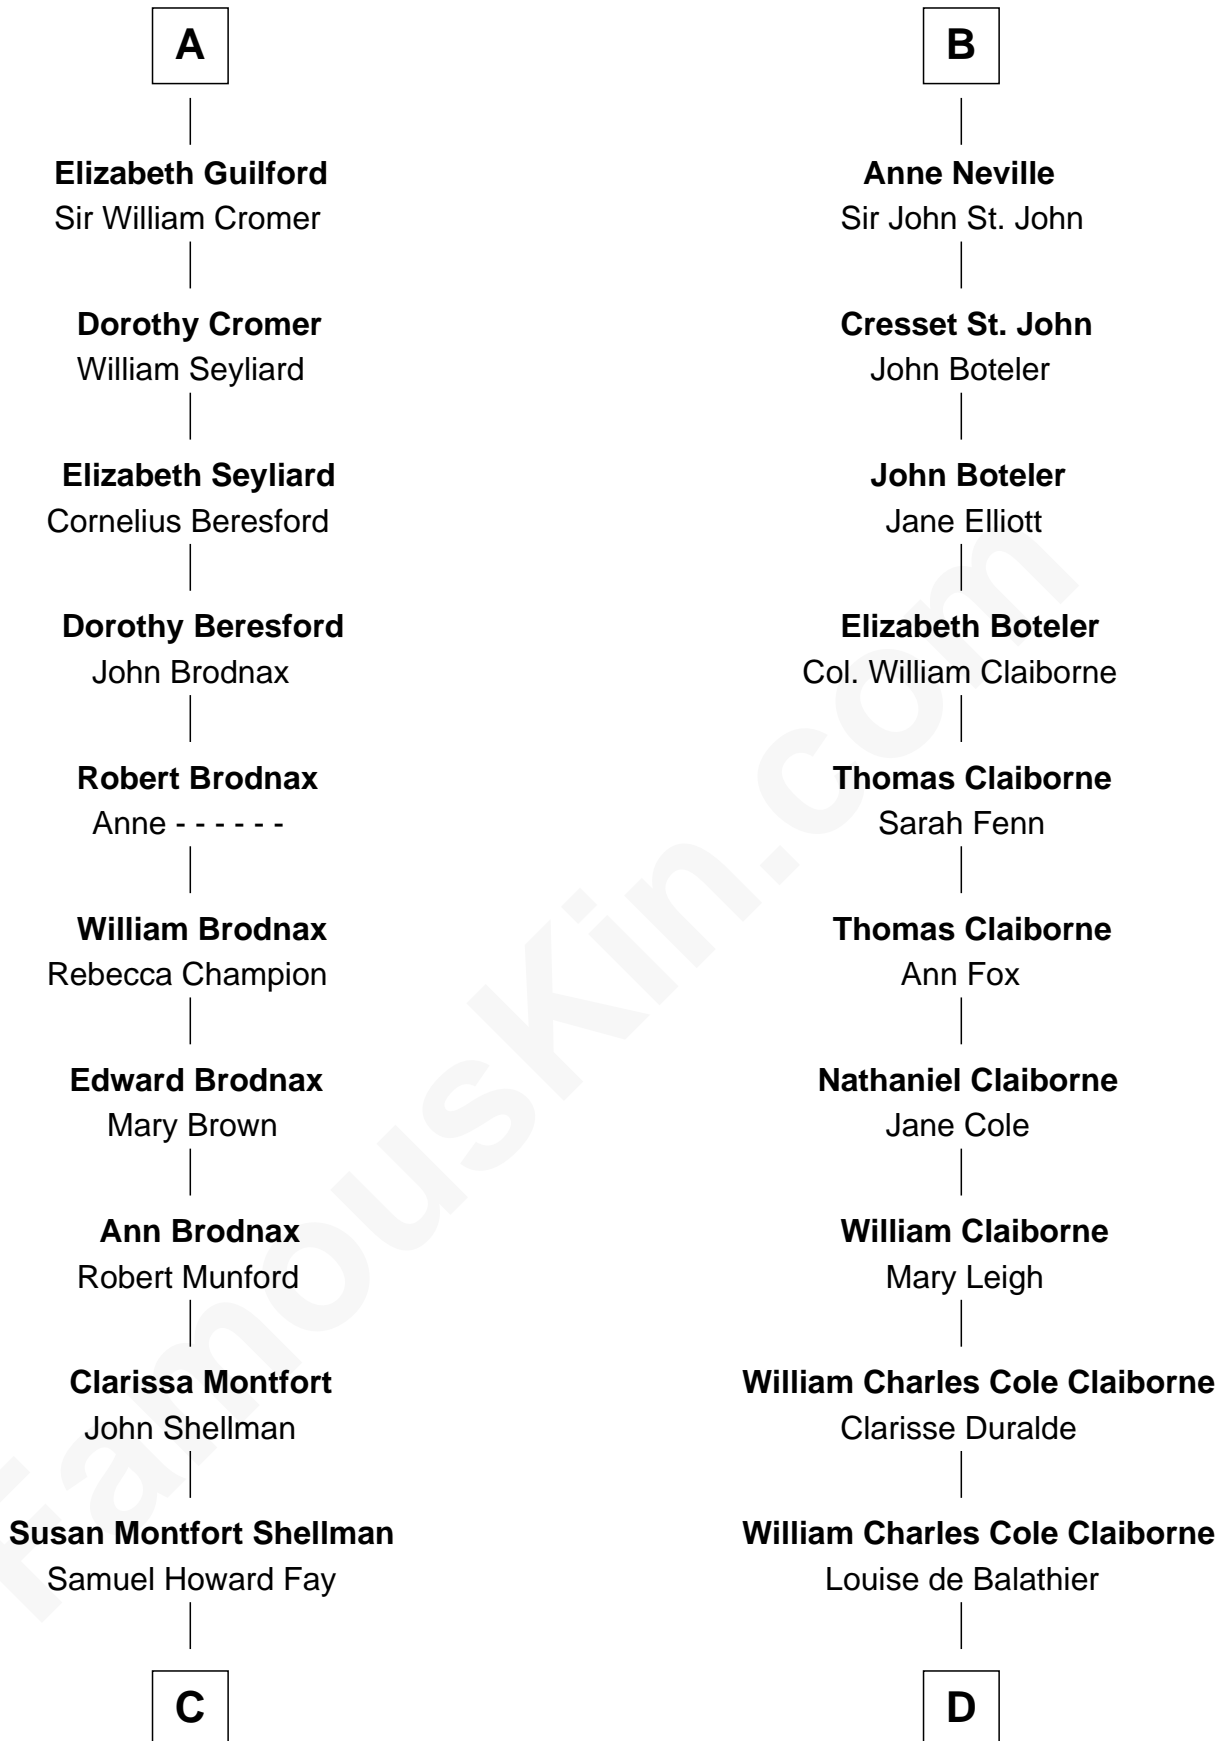 A
Elizabeth Guilford
Sir William Cromer
Dorothy Cromer
William Seyliard
Elizabeth Seyliard
Cornelius Beresford
Dorothy Beresford
John Brodnax
Robert Brodnax
Anne - - - - - -
William Brodnax
Rebecca Champion
Edward Brodnax
Mary Brown
Ann Brodnax
Robert Munford
Clarissa Montfort
John Shellman
Susan Montfort Shellman
Samuel Howard Fay
C
B
Anne Neville
Sir John St. John
Cresset St. John
John Boteler
John Boteler
Jane Elliott
Elizabeth Boteler
Col. William Claiborne
Thomas Claiborne
Sarah Fenn
Thomas Claiborne
Ann Fox
Nathaniel Claiborne
Jane Cole
William Claiborne
Mary Leigh
William Charles Cole Claiborne
Clarisse Duralde
William Charles Cole Claiborne
Louise de Balathier
D
FamousKin.com